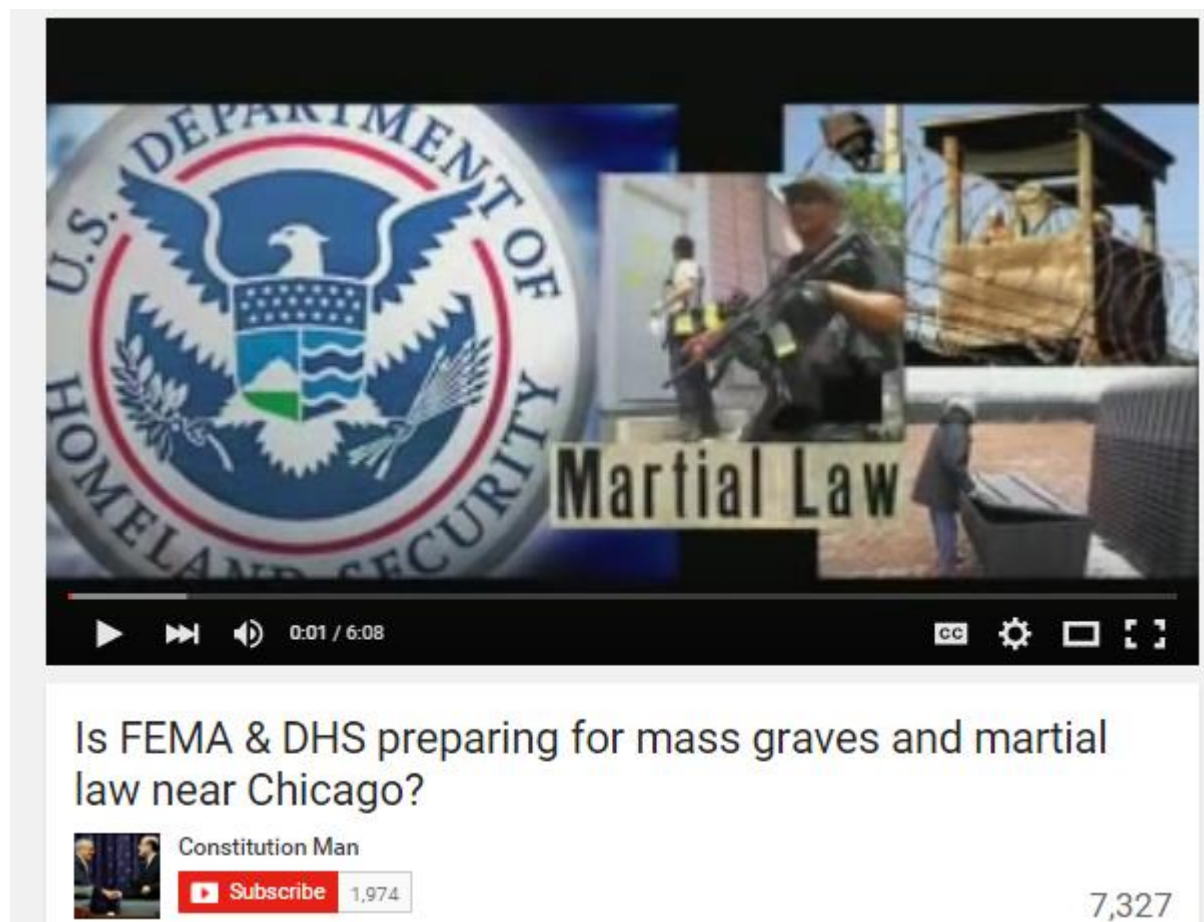 U.S. DEPARTMENT OF
HOMELAND SECURITY
Martial Law
0:01 / 6:08
CC
Is FEMA & DHS preparing for mass graves and martial
law near Chicago?
Constitution Man
Subscribe 1,974
7,327